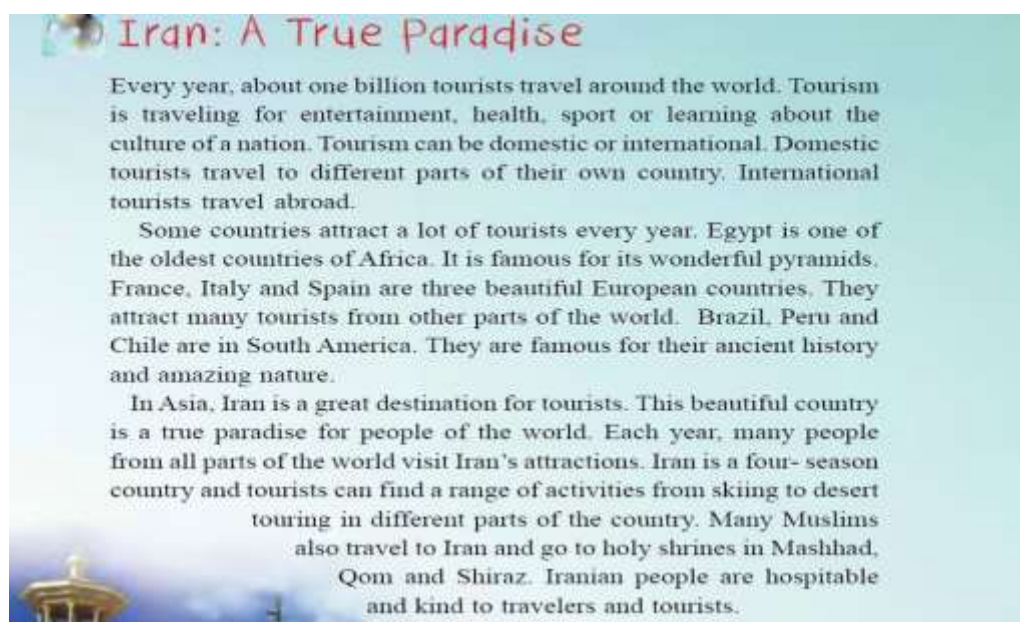 Iran: A True Paradise
Every year, about one billion tourists travel around the world. Tourism
is traveling for entertainment, health, sport or learning about the
culture of a nation. Tourism can be domestic or international. Domestic
tourists travel to different parts of their own country. International
tourists travel abroad.
Some countries attract a lot of tourists every year. Egypt is one of
the oldest countries of Africa. It is famous for its wonderful pyramids.
France, Italy and Spain are three beautiful European countries. They
attract many tourists from other parts of the world. Brazil, Peru and
Chile are in South America. They are famous for their ancient history
and amazing nature.
In Asia, Iran is a great destination for tourists. This beautiful country
is a true paradise for people of the world. Each year, many people
from all parts of the world visit Iran's attractions. Iran is a four- season
country and tourists can find a range of activities from skiing to desert
touring in different parts of the country. Many Muslims
also travel to Iran and go to holy shrines in Mashhad,
Qom and Shiraz. Iranian people are hospitable
and kind to travelers and tourists.